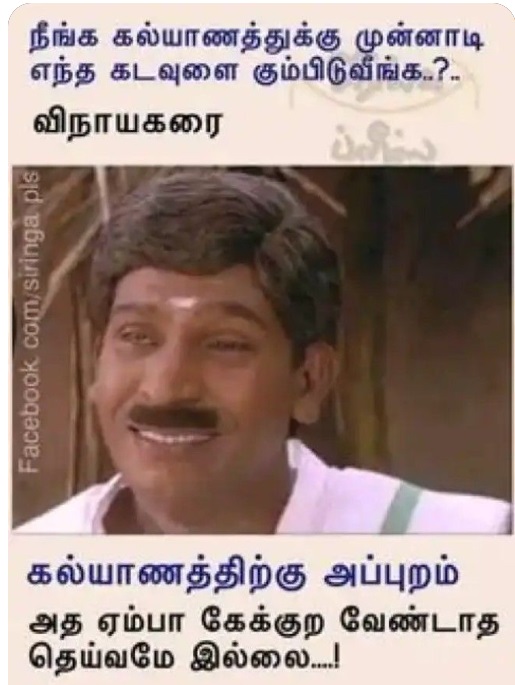 நீங்க கல்யாணத்துக்கு முன்னாடி
எந்த கடவுளை கும்பிடுவீங்க..?..
விநாயகரை
ப்ளீஸ்
Facebook.com/siringa pls
கல்யாணத்திற்கு அப்புறம்
அத ஏம்பா கேக்குற வேண்டாத
தெய்வமே இல்லை....!